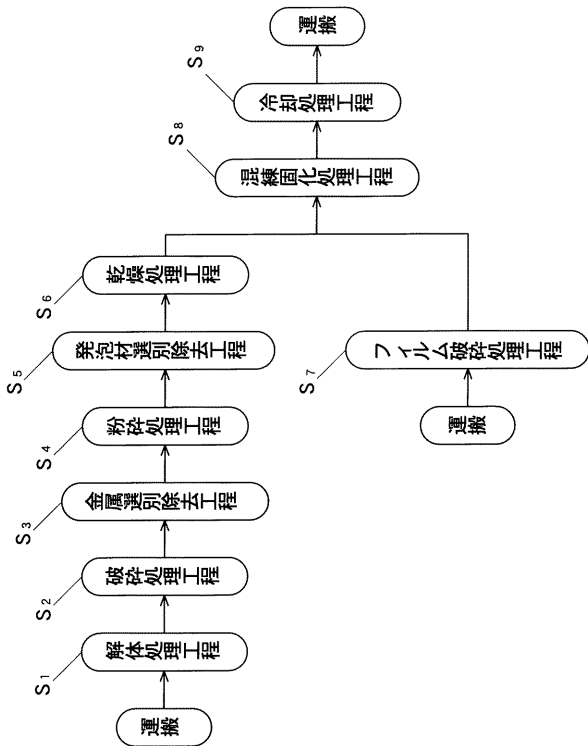 運搬
解体処理工程
S1
破砕処理工程
S2
金属選別除去工程
S3
粉砕処理工程
S4
発泡材選別除去工程
S5
乾燥処理工程
S6
運搬
フィルム破砕処理工程
S7
混練固化処理工程
S8
冷却処理工程
S9
運搬